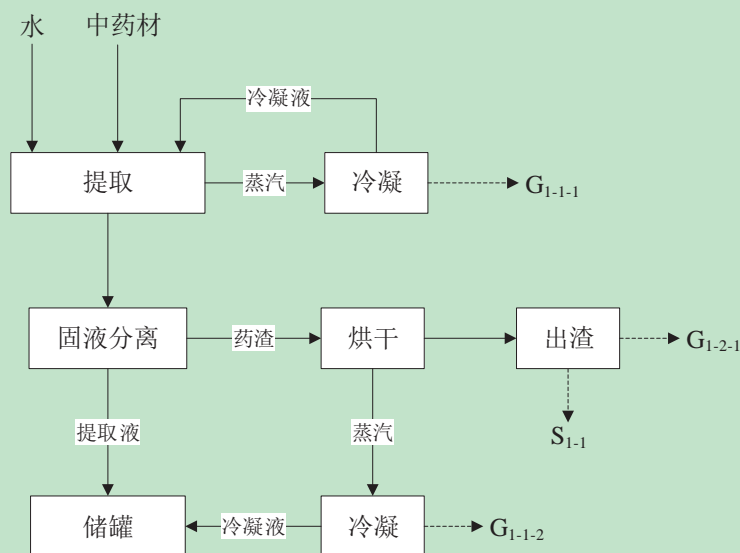 水
中药材
冷凝液
提取
蒸汽
冷凝
G1-1-1
固液分离
药渣
烘干
出渣
G1-2-1
提取液
蒸汽
S1-1
储罐
冷凝液
冷凝
G1-1-2